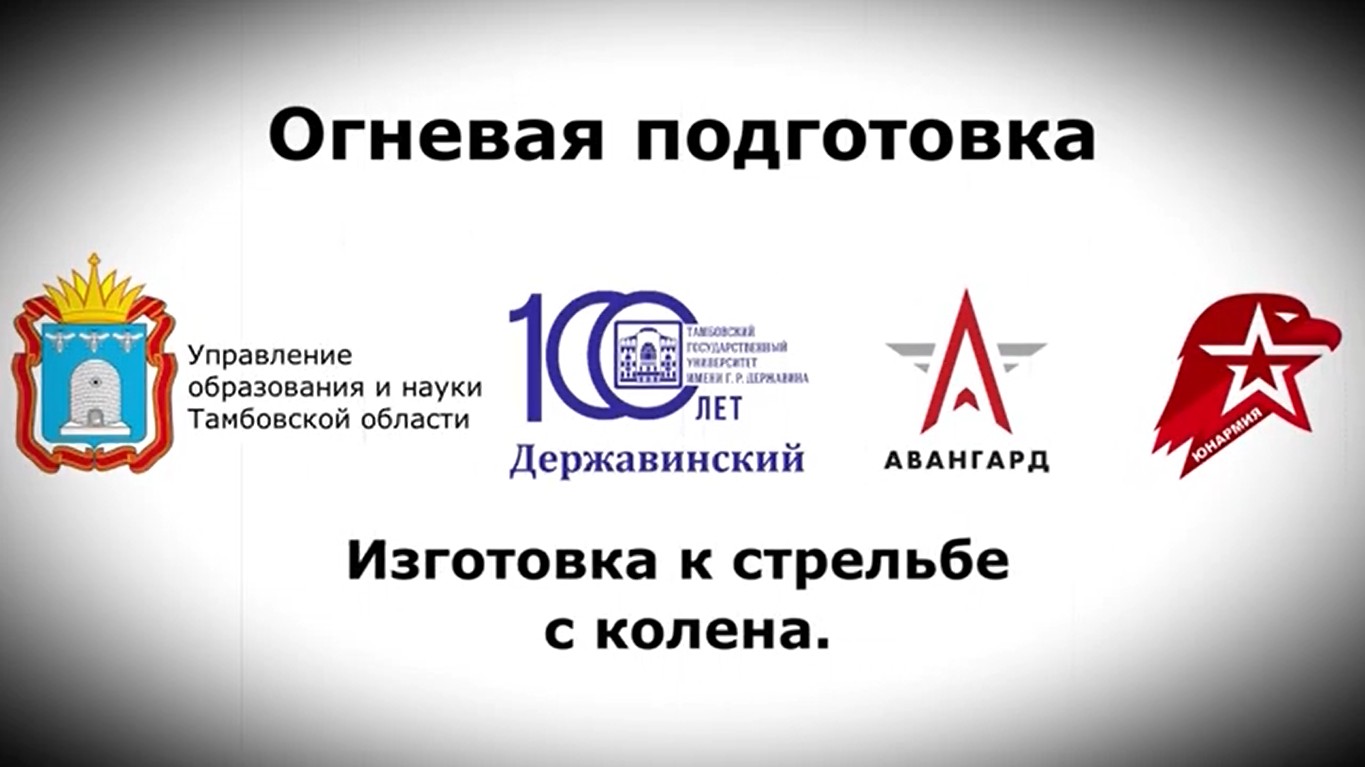 Огневая подготовка
Управление
образования и науки
Тамбовской области
100
ТАМБОВСКИЙ
ГОСУДАРСТВЕННЫЙ
УНИВЕРСИТЕТ
ИМЕНИ Г. Р. ДЕРЖАВИНА
ЛЕТ
Державинский
АВАНГАРД
ЮНАРМИЯ
Изготовка к стрельбе
с колена.